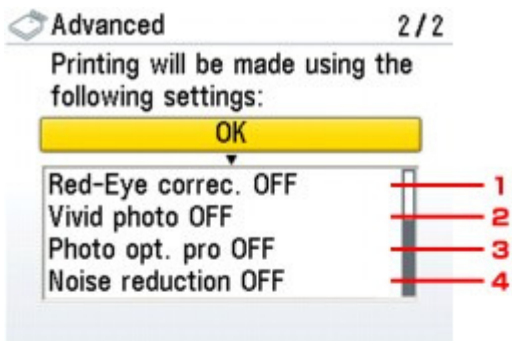 Advanced 2/2
Printing will be made using the
following settings:
OK
Red-Eye correc. OFF 1
Vivid photo OFF 2
Photo opt. pro OFF 3
Noise reduction OFF 4